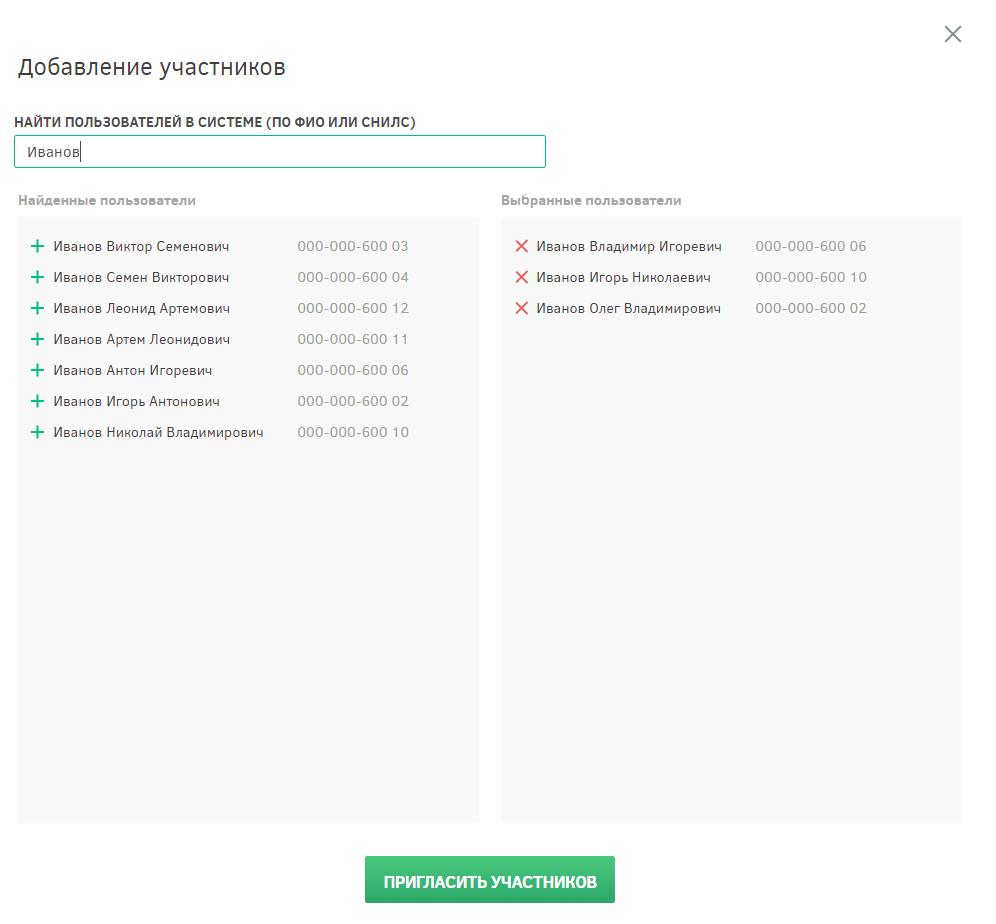 Добавление участников
НАЙТИ ПОЛЬЗОВАТЕЛЕЙ В СИСТЕМЕ (ПО ФИО ИЛИ СНИЛС)
Иванов
Найденные пользователи
Иванов Виктор Семенович 000-000-600 03
Иванов Семен Викторович 000-000-600 04
Иванов Леонид Артемович 000-000-600 12
Иванов Артем Леонидович 000-000-600 11
Иванов Антон Игоревич 000-000-600 06
Иванов Игорь Антонович 000-000-600 02
Иванов Николай Владимирович 000-000-600 10
Выбранные пользователи
Иванов Владимир Игоревич 000-000-600 06
Иванов Игорь Николаевич 000-000-600 10
Иванов Олег Владимирович 000-000-600 02
ПРИГЛАСИТЬ УЧАСТНИКОВ